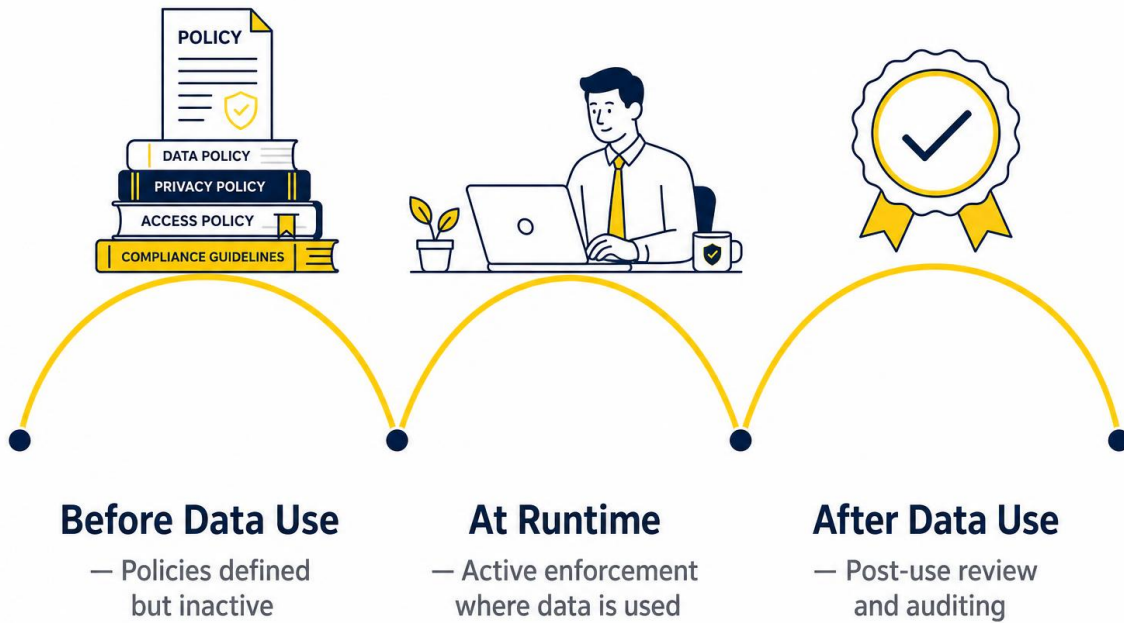 POLICY
DATA POLICY
PRIVACY POLICY
ACCESS POLICY
COMPLIANCE GUIDELINES
Before Data Use
— Policies defined
but inactive
At Runtime
— Active enforcement
where data is used
After Data Use
— Post-use review
and auditing